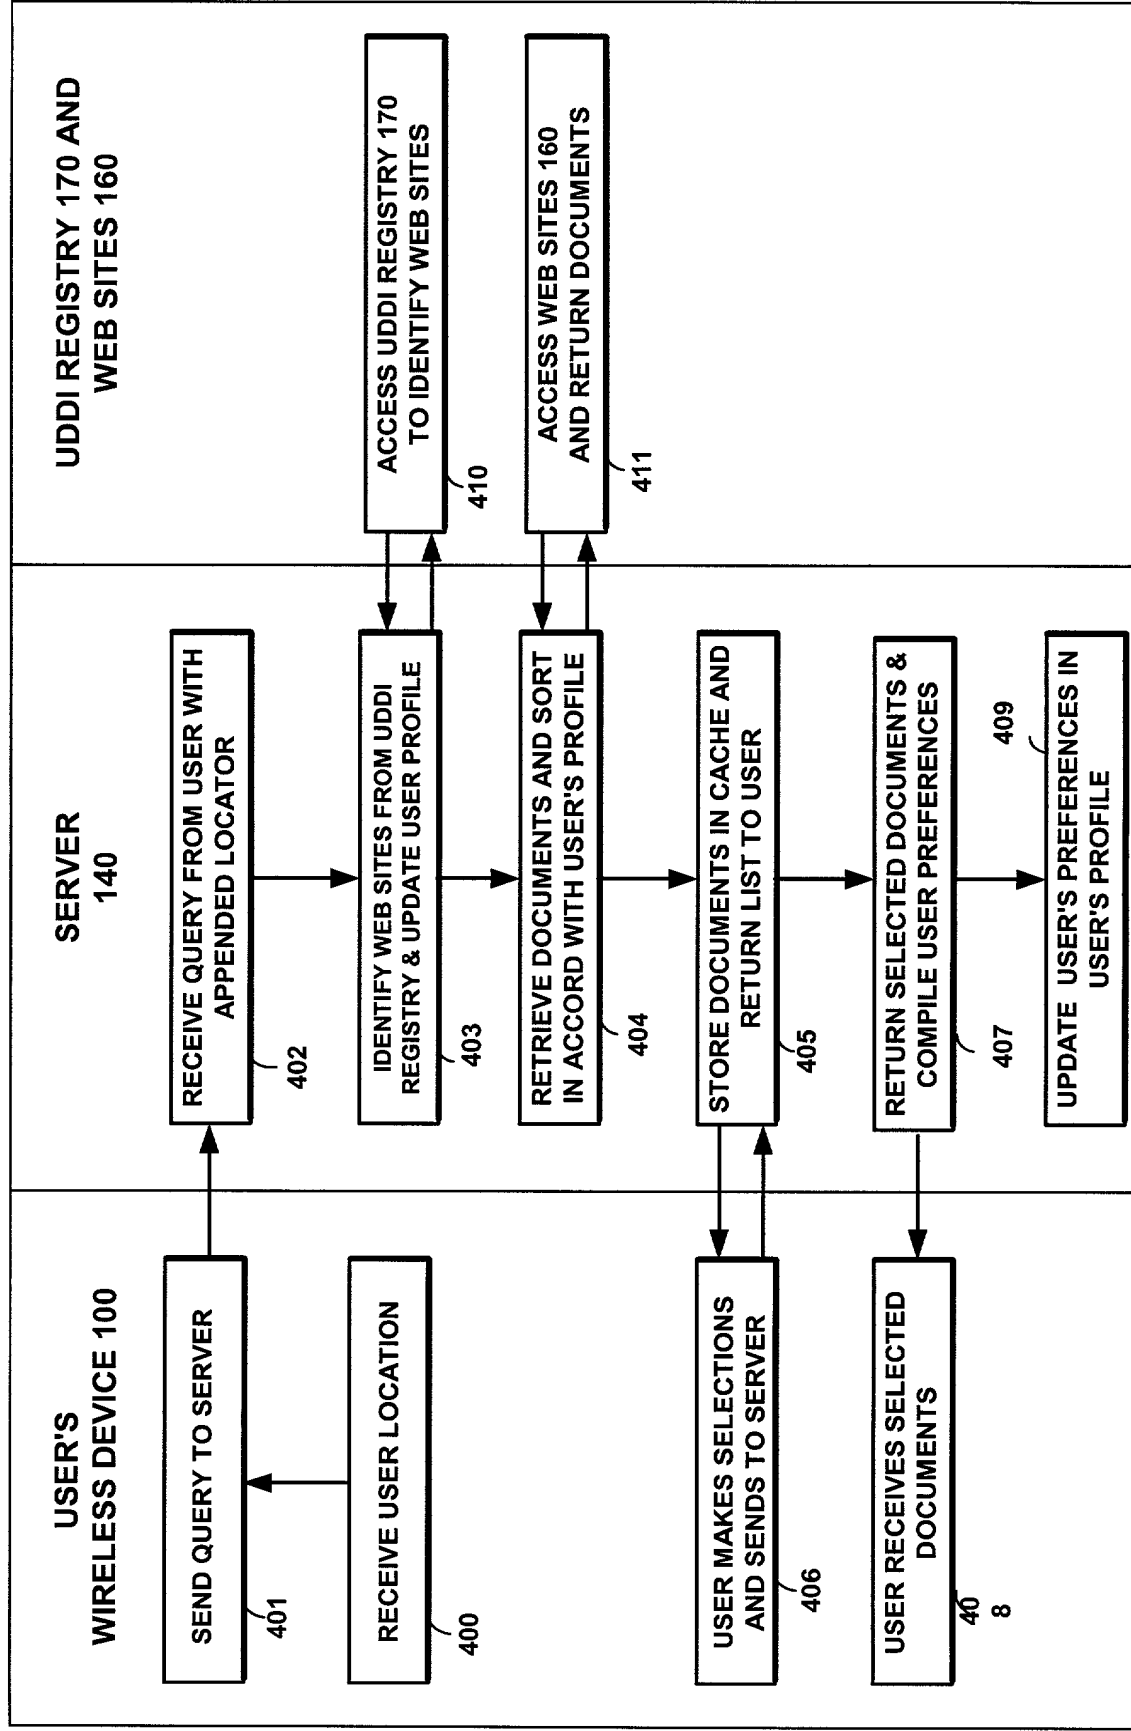 USER'S
WIRELESS DEVICE 100
SERVER
140
UDDI REGISTRY 170 AND
WEB SITES 160
SEND QUERY TO SERVER
401
RECEIVE USER LOCATION
400
RECEIVE QUERY FROM USER WITH
APPENDED LOCATOR
402
IDENTIFY WEB SITES FROM UDDI
REGISTRY & UPDATE USER PROFILE
403
ACCESS UDDI REGISTRY 170
TO IDENTIFY WEB SITES
410
RETRIEVE DOCUMENTS AND SORT
IN ACCORD WITH USER'S PROFILE
404
ACCESS WEB SITES 160
AND RETURN DOCUMENTS
411
USER MAKES SELECTIONS
AND SENDS TO SERVER
406
STORE DOCUMENTS IN CACHE AND
RETURN LIST TO USER
405
USER RECEIVES SELECTED
DOCUMENTS
40
8
RETURN SELECTED DOCUMENTS &
COMPILE USER PREFERENCES
407
UPDATE USER'S PREFERENCES IN
USER'S PROFILE
409